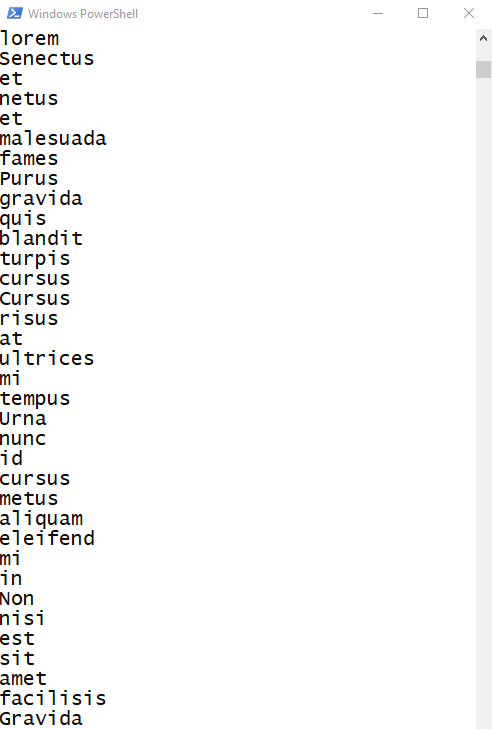 Windows PowerShell
lorem
Senectus
et
netus
et
malesuada
fames
Purus
gravida
quis
blandit
turpis
cursus
Cursus
risus
at
ultrices
mi
tempus
Urna
nunc
id
cursus
metus
aliquam
eleifend
mi
in
Non
nisi
est
sit
amet
facilisis
Gravida